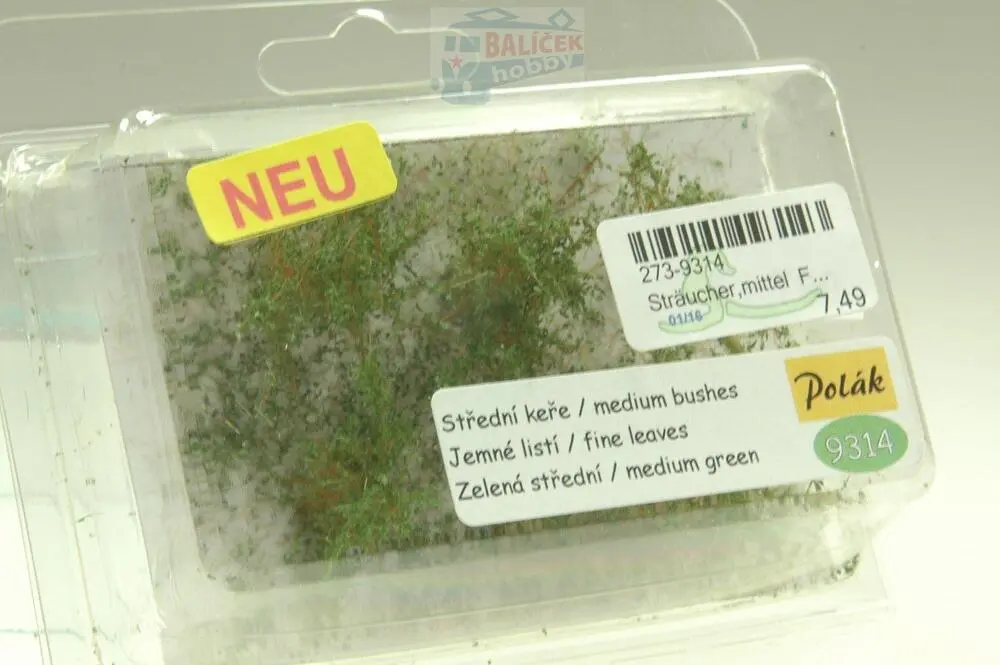 BALÍČEK
hobby
NEU
273-9314
Sträucher,mittel F...
01/16
7,49
Střední keře / medium bushes
Jemné listí / fine leaves
Zelená střední / medium green
Polák
9314